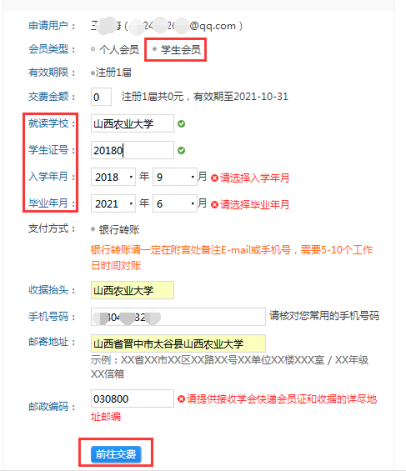 申请用户： @qq.com）
会员类型： 个人会员 学生会员
有效期限： 注册1届
交费金额： 0 注册1届共0元，有效期至2021-10-31
就读学校： 山西农业大学
学生证号： 20180
入学年月： 2018 年 9 月 请选择入学年月
毕业年月： 2021 年 6 月 请选择毕业年月
支付方式： 银行转账
银行转账请一定在附言处备注E-mail或手机号，需要5-10个工作
日时间对账
收据抬头： 山西农业大学
手机号码： 请核对您常用的手机号码
邮寄地址： 山西省晋中市太谷县山西农业大学
示例：XX省XX市XX区XX路XX号XX单位XX楼XXX室 / XX年级
XX信箱
邮政编码： 030800 请提供接收学会快递会员证和收据的详尽地
址邮编
前往交费